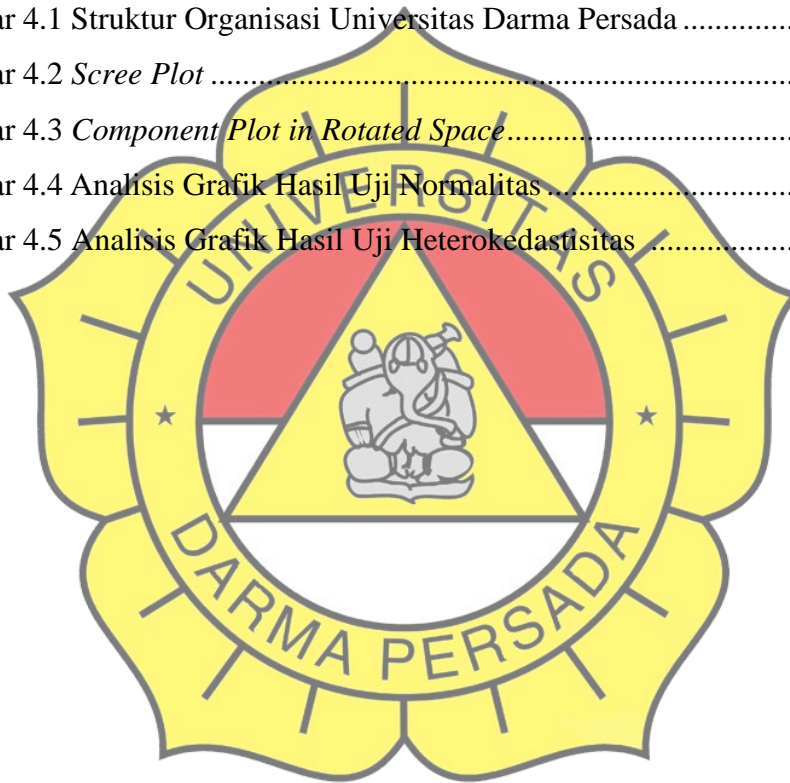 ar 4.1 Struktur Organisasi Universitas Darma Persada ..............
ar 4.2 Scree Plot ...........................................................................
ar 4.3 Component Plot in Rotated Space.....................................
ar 4.4 Analisis Grafik Hasil Uji Normalitas ................................
ar 4.5 Analisis Grafik Hasil Uji Heterokedastisitas ..................
UNIVERSITAS
DARMA PERSADA